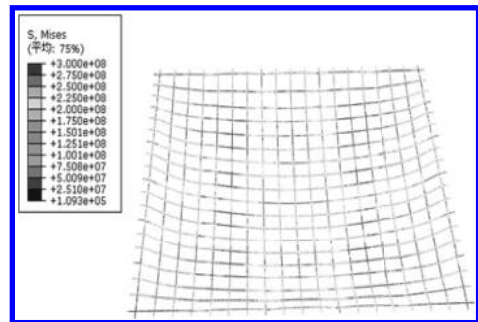 S, Mises
(平均: 75%)
+3.000e+08
+2.750e+08
+2.500e+08
+2.250e+08
+2.000e+08
+1.750e+08
+1.501e+08
+1.251e+08
+1.001e+08
+7.508e+07
+5.009e+07
+2.510e+07
+1.093e+05